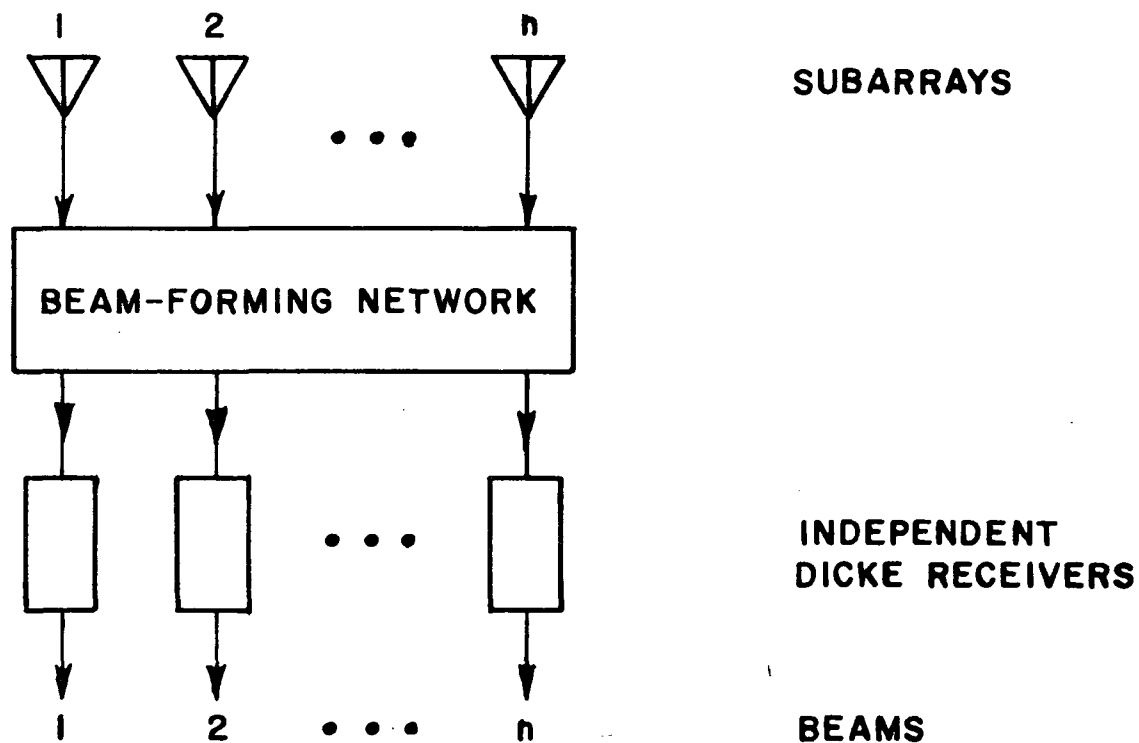 1 2 n
SUBARRAYS
BEAM-FORMING NETWORK
INDEPENDENT
DICKE RECEIVERS
1 2 n
BEAMS